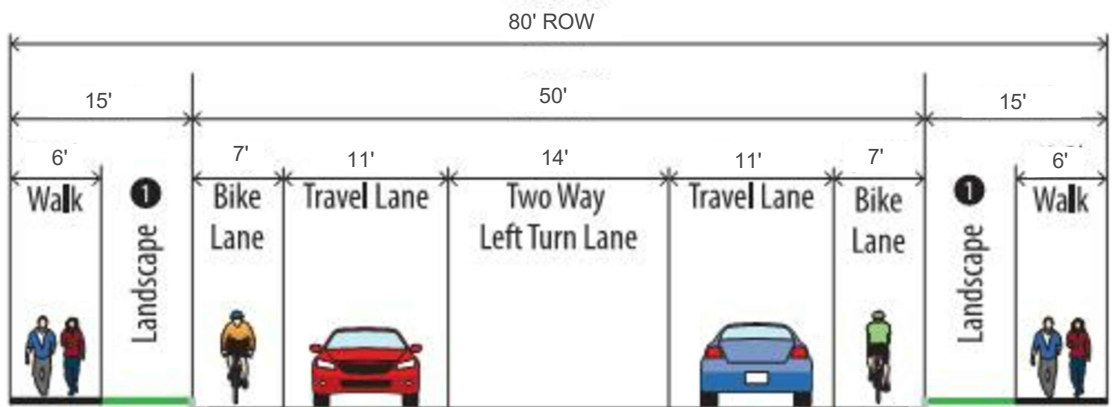 80' ROW
15'
50'
15'
6'
7'
11'
14'
11'
7'
6'
Walk
1
Landscape
Bike
Lane
Travel Lane
Two Way
Left Turn Lane
Travel Lane
Bike
Lane
1
Landscape
Walk